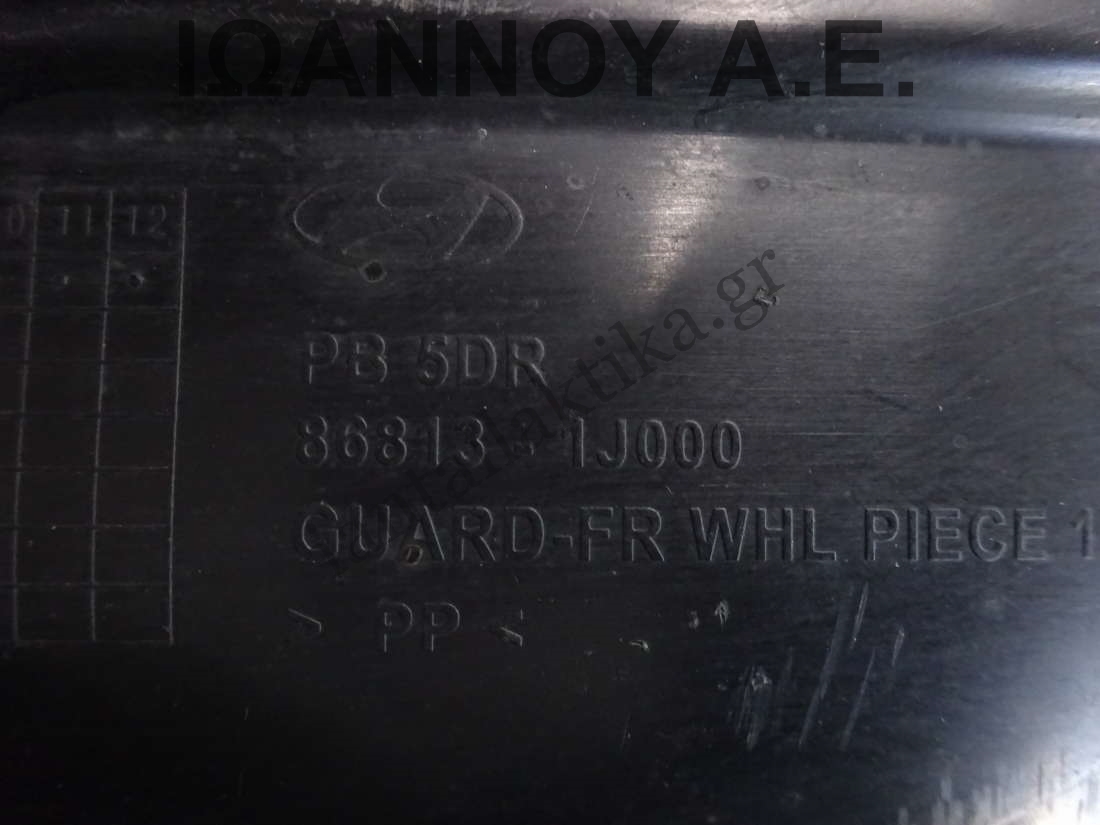 ΙΩΑΝΝΟΥ Α.Ε.
11 12
PB 5DR
86813 - 1J000
GUARD-FR WHL PIECE 1
> PP <